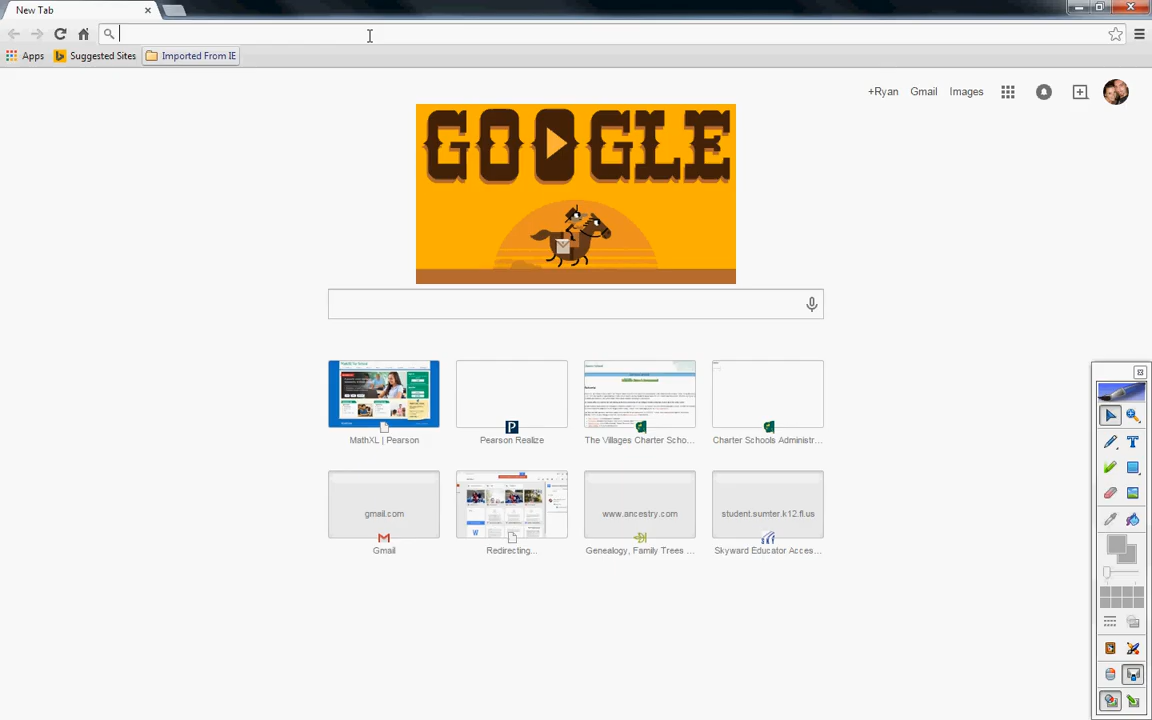 New Tab
Apps
Suggested Sites
Imported From IE
+Ryan
Gmail
Images
GOOGLE
MathXL | Pearson
Pearson Realize
The Villages Charter Scho...
Charter Schools Administr...
gmail.com
www.ancestry.com
student.sumter.k12.fl.us
Gmail
Redirecting...
Genealogy, Family Trees ...
Skyward Educator Acces...